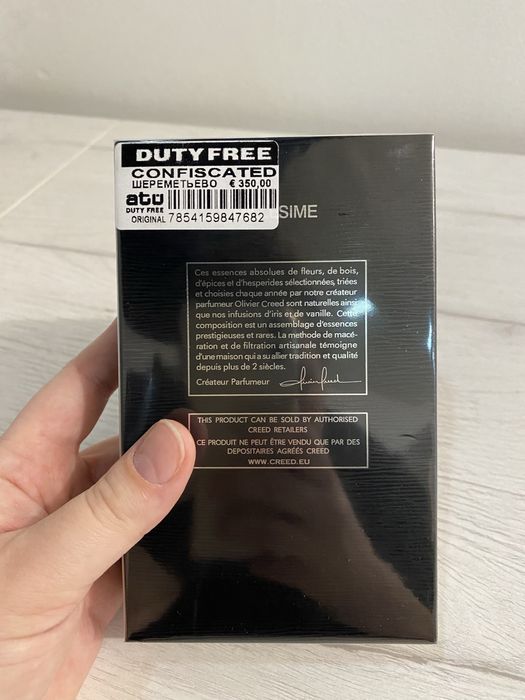 DUTY FREE
CONFISCATED
ШЕРЕМЕТЬЕВО € 350,00
atu
DUTY FREE
ORIGINAL 7854159847682
SIME
Ces essences absolues de fleurs, de bois,
d'épices et d'hesperides sélectionnées, triées
et choisies chaque année par notre créateur
parfumeur Olivier Creed sont naturelles ainsi
que nos infusions d'iris et de vanille. Cette
composition est un assemblage d'essences
prestigieuses et rares. La methode de macé-
ration et de filtration artisanale témoigne
d'une maison qui a su allier tradition et qualité
depuis plus de 2 siècles.
Créateur Parfumeur
THIS PRODUCT CAN BE SOLD BY AUTHORISED
CREED RETAILERS
CE PRODUIT NE PEUT ÊTRE VENDU QUE PAR DES
DEPOSITAIRES AGRÉÉS CREED
WWW.CREED.EU